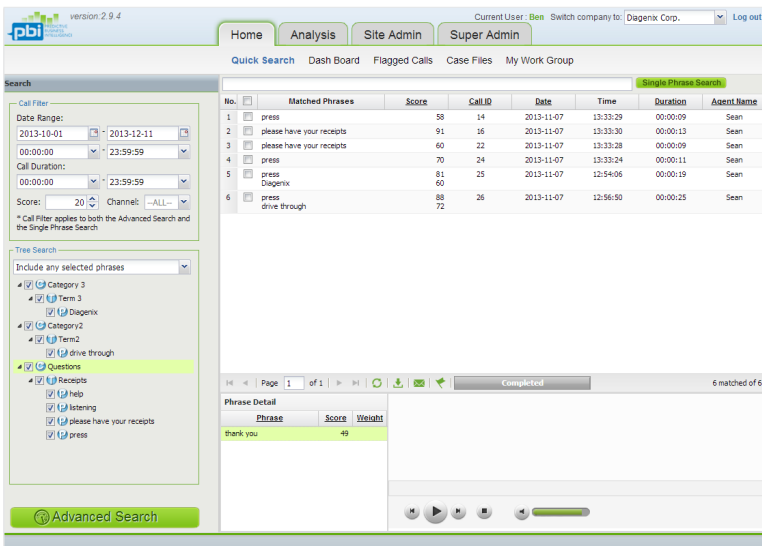 version:2.9.4
pbi
Current User : Ben Switch company to: Diagenix Corp. Log out
Home Analysis Site Admin Super Admin
Quick Search Dash Board Flagged Calls Case Files My Work Group
Search
Single Phrase Search
Call Filter
Date Range:
2013-10-01 - 2013-12-11
00:00:00 - 23:59:59
Call Duration:
00:00:00 - 23:59:59
Score: 20 Channel: --ALL--
* Call Filter applies to both the Advanced Search and
the Single Phrase Search
Tree Search
Include any selected phrases
Category 3
Term 3
Diagenix
Category2
Term2
drive through
Questions
Receipts
help
listening
please have your receipts
press
Advanced Search
No. Matched Phrases Score Call ID Date Time Duration Agent Name
1 press 58 14 2013-11-07 13:33:29 00:00:09 Sean
2 please have your receipts 91 16 2013-11-07 13:33:30 00:00:13 Sean
3 please have your receipts 60 22 2013-11-07 13:33:28 00:00:09 Sean
4 press 70 24 2013-11-07 13:33:24 00:00:11 Sean
5 press 81 25 2013-11-07 12:54:06 00:00:19 Sean
Diagenix 60
6 press 88 26 2013-11-07 12:56:50 00:00:25 Sean
drive through 72
Page 1 of 1 Completed 6 matched of 6
Phrase Detail
Phrase Score Weight
thank you 49